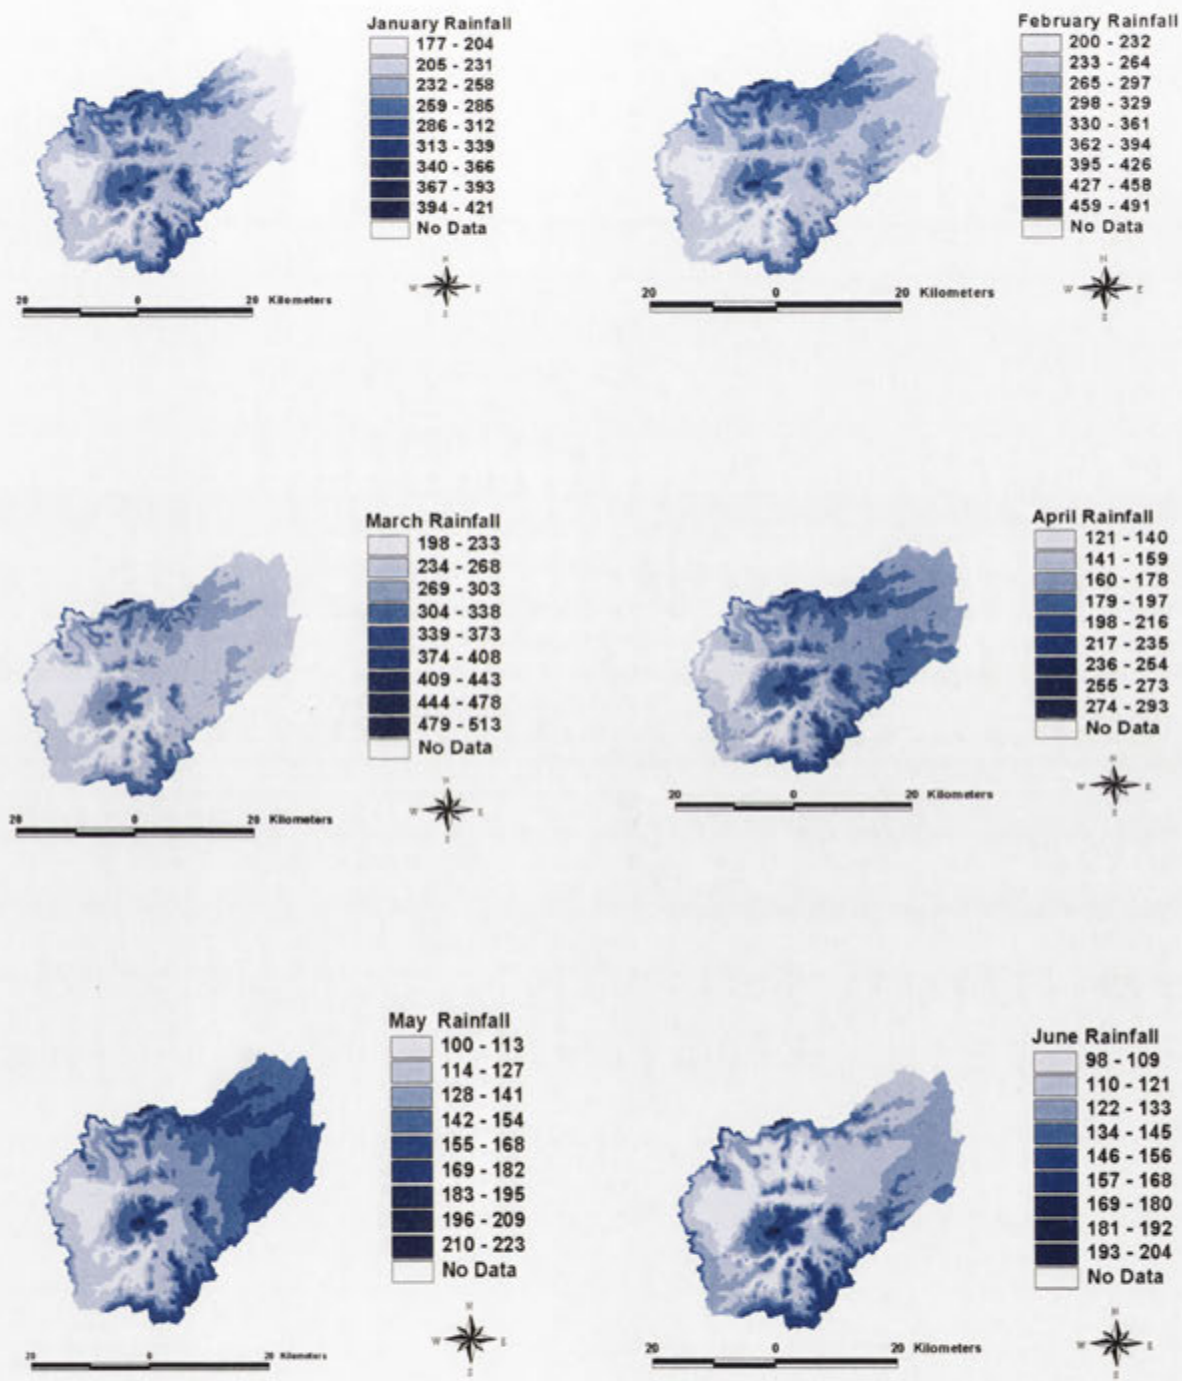 January Rainfall
177 - 204
205 - 231
232 - 258
259 - 285
286 - 312
313 - 339
340 - 366
367 - 393
394 - 421
No Data
N
W E
S
20 0 20 Kilometers
February Rainfall
200 - 232
233 - 264
265 - 297
298 - 329
330 - 361
362 - 394
395 - 426
427 - 458
459 - 491
No Data
N
W E
S
20 0 20 Kilometers
March Rainfall
198 - 233
234 - 268
269 - 303
304 - 338
339 - 373
374 - 408
409 - 443
444 - 478
479 - 513
No Data
N
W E
S
20 0 20 Kilometers
April Rainfall
121 - 140
141 - 159
160 - 178
179 - 197
198 - 216
217 - 235
236 - 254
255 - 273
274 - 293
No Data
N
W E
S
20 0 20 Kilometers
May Rainfall
100 - 113
114 - 127
128 - 141
142 - 154
155 - 168
169 - 182
183 - 195
196 - 209
210 - 223
No Data
N
W E
S
20 0 20 Kilometers
June Rainfall
98 - 109
110 - 121
122 - 133
134 - 145
146 - 156
157 - 168
169 - 180
181 - 192
193 - 204
No Data
N
W E
S
20 0 20 Kilometers